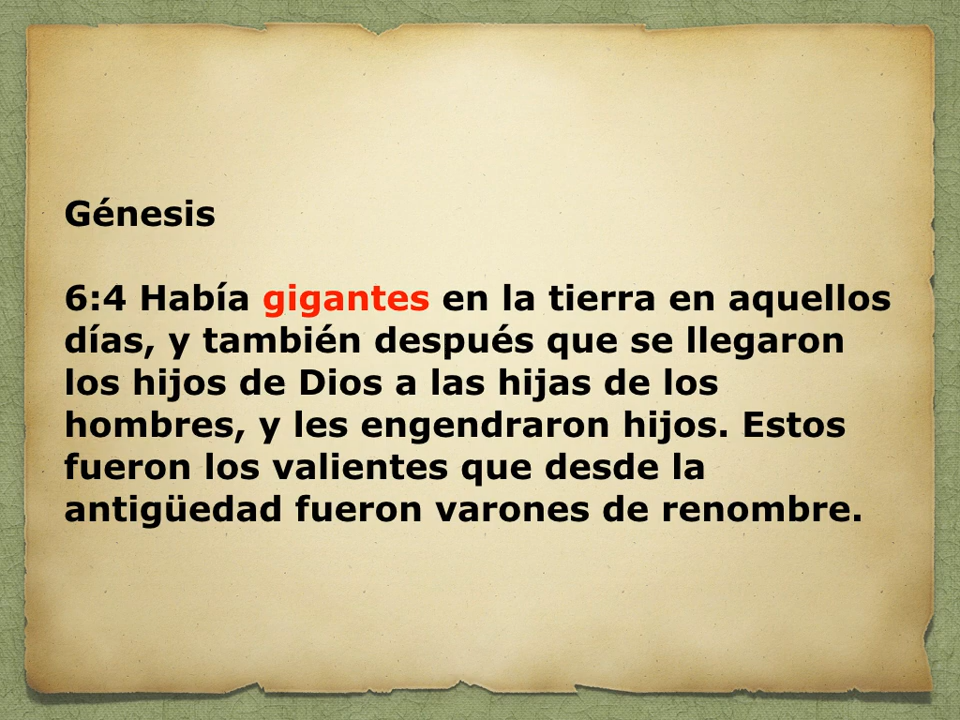 Génesis
6:4 Había gigantes en la tierra en aquellos
días, y también después que se llegaron
los hijos de Dios a las hijas de los
hombres, y les engendraron hijos. Estos
fueron los valientes que desde la
antigüedad fueron varones de renombre.